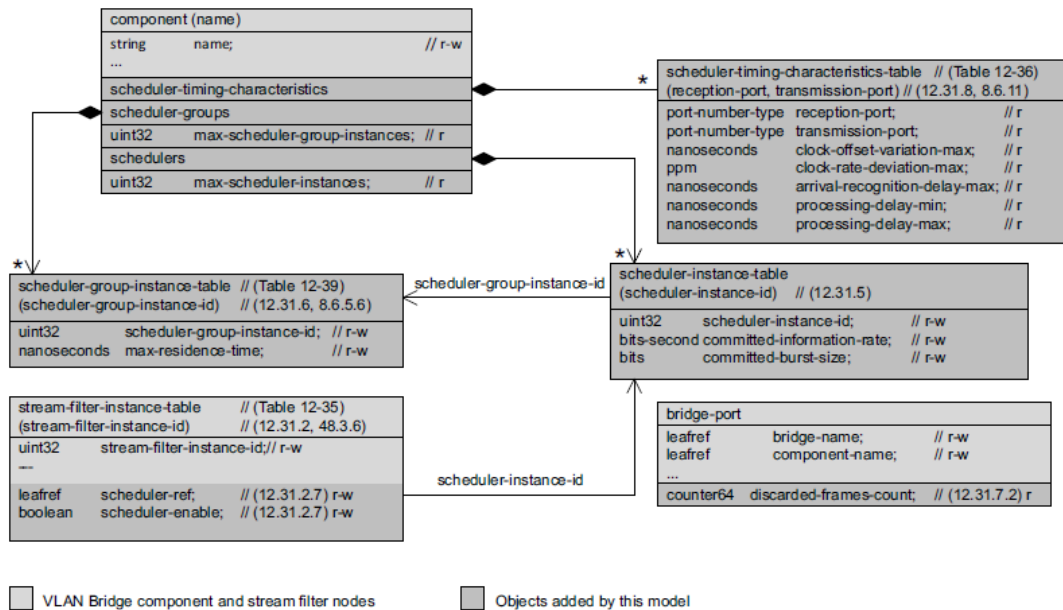 component (name)
string name; // r-w
...
scheduler-timing-characteristics
scheduler-groups
uint32 max-scheduler-group-instances; // r
schedulers
uint32 max-scheduler-instances; // r
*
scheduler-timing-characteristics-table // (Table 12-36)
(reception-port, transmission-port) // (12.31.8, 8.6.11)
port-number-type reception-port; // r
port-number-type transmission-port; // r
nanoseconds clock-offset-variation-max; // r
ppm clock-rate-deviation-max; // r
nanoseconds arrival-recognition-delay-max; // r
nanoseconds processing-delay-min; // r
nanoseconds processing-delay-max; // r
*
scheduler-group-instance-table // (Table 12-39)
(scheduler-group-instance-id) // (12.31.6, 8.6.5.6)
uint32 scheduler-group-instance-id; // r-w
nanoseconds max-residence-time; // r-w
scheduler-group-instance-id
*
scheduler-instance-table
(scheduler-instance-id) // (12.31.5)
uint32 scheduler-instance-id; // r-w
bits-second committed-information-rate; // r-w
bits committed-burst-size; // r-w
stream-filter-instance-table // (Table 12-35)
(stream-filter-instance-id) // (12.31.2, 48.3.6)
uint32 stream-filter-instance-id;// r-w
...
leafref scheduler-ref; // (12.31.2.7) r-w
boolean scheduler-enable; // (12.31.2.7) r-w
scheduler-instance-id
bridge-port
leafref bridge-name; // r-w
leafref component-name; // r-w
...
counter64 discarded-frames-count; // (12.31.7.2) r
VLAN Bridge component and stream filter nodes
Objects added by this model